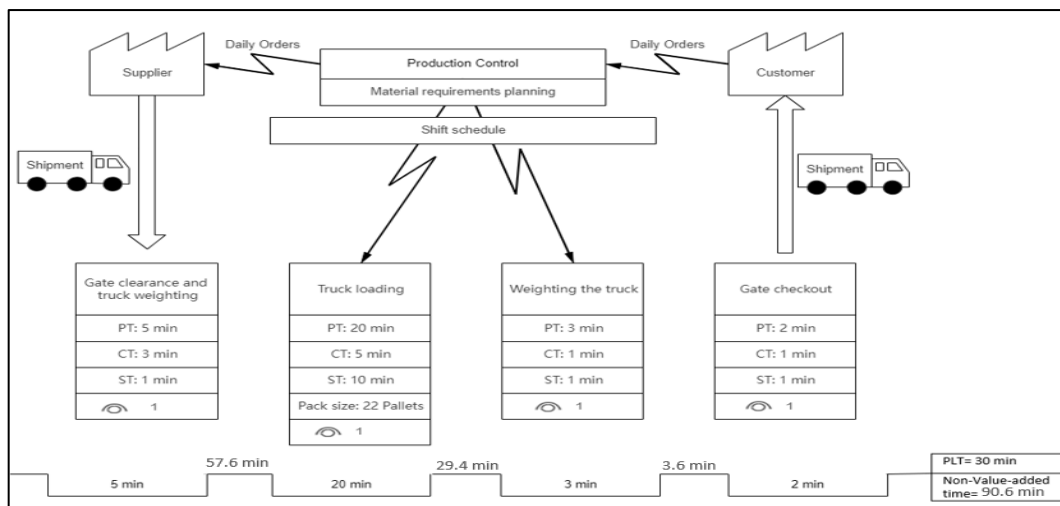 Daily Orders
Daily Orders
Supplier
Production Control
Customer
Material requirements planning
Shift schedule
Shipment
Shipment
Gate clearance and
truck weighting
PT: 5 min
CT: 3 min
ST: 1 min
1
Truck loading
PT: 20 min
CT: 5 min
ST: 10 min
Pack size: 22 Pallets
1
Weighting the truck
PT: 3 min
CT: 1 min
ST: 1 min
1
Gate checkout
PT: 2 min
CT: 1 min
ST: 1 min
1
57.6 min
29.4 min
3.6 min
5 min
20 min
3 min
2 min
PLT= 30 min
Non-Value-added
time= 90.6 min